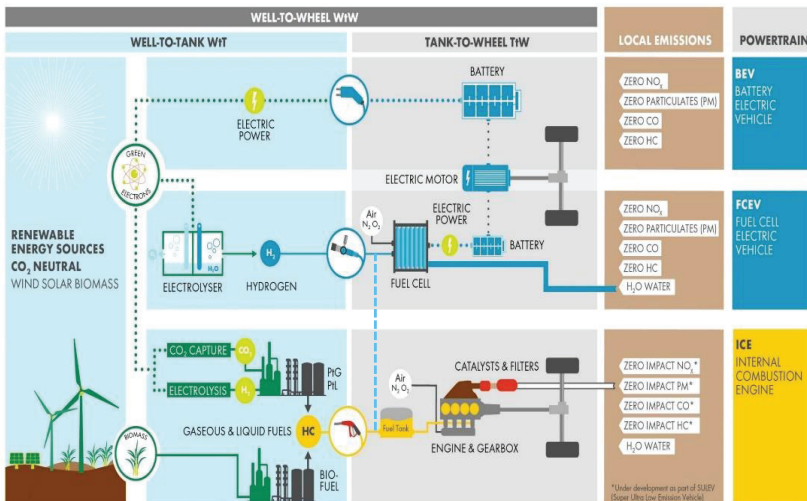 WELL-TO-WHEEL WtW
WELL-TO-TANK WtT
TANK-TO-WHEEL TtW
LOCAL EMISSIONS
POWERTRAIN
BATTERY
ELECTRIC
POWER
ZERO NOX
ZERO PARTICULATES (PM)
ZERO CO
ZERO HC
BEV
BATTERY
ELECTRIC
VEHICLE
GREEN
ELECTRONS
ELECTRIC MOTOR
RENEWABLE
ENERGY SOURCES
CO2 NEUTRAL
WIND SOLAR BIOMASS
H2O
ELECTROLYSER
H2
HYDROGEN
Air
N2 O2
FUEL CELL
ELECTRIC
POWER
BATTERY
ZERO NOX
ZERO PARTICULATES (PM)
ZERO CO
ZERO HC
H2O WATER
FCEV
FUEL CELL
ELECTRIC
VEHICLE
CO2 CAPTURE
CO2
ELECTROLYSIS
H2
PtG
PtL
GASEOUS & LIQUID FUELS
HC
BIOMASS
BIO-
FUEL
Fuel Tank
Air
N2 O2
CATALYSTS & FILTERS
ENGINE & GEARBOX
ZERO IMPACT NOX*
ZERO IMPACT PM*
ZERO IMPACT CO*
ZERO IMPACT HC*
H2O WATER
*Under development as part of SULEV
(Super Ultra Low Emission Vehicle)
ICE
INTERNAL
COMBUSTION
ENGINE